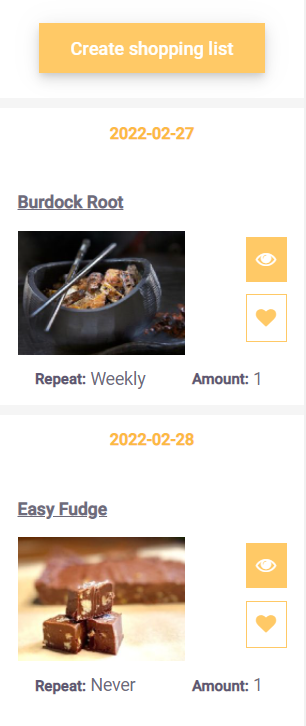 Create shopping list
2022-02-27
Burdock Root
Repeat: Weekly Amount: 1
2022-02-28
Easy Fudge
Repeat: Never Amount: 1